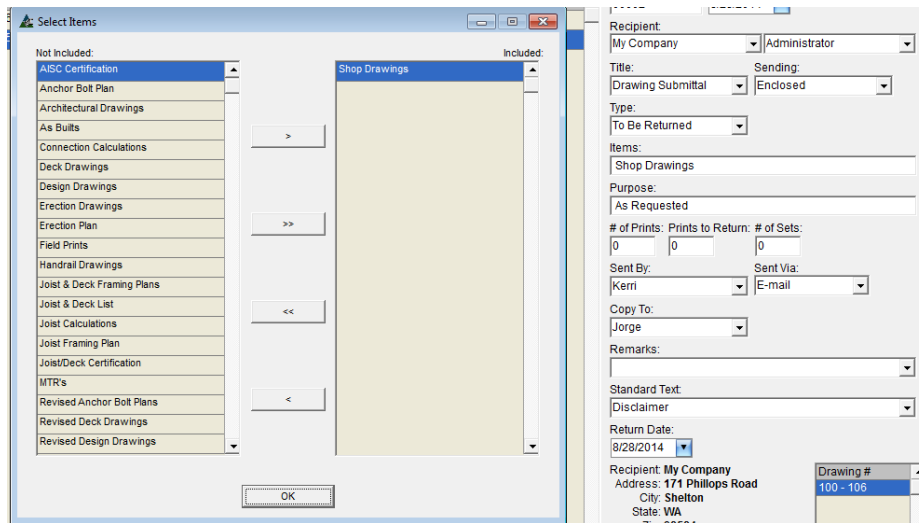 Select Items
Not Included:
Included:
AISC Certification
Anchor Bolt Plan
Architectural Drawings
As Builts
Connection Calculations
Deck Drawings
Design Drawings
Erection Drawings
Erection Plan
Field Prints
Handrail Drawings
Joist & Deck Framing Plans
Joist & Deck List
Joist Calculations
Joist Framing Plan
Joist/Deck Certification
MTR's
Revised Anchor Bolt Plans
Revised Deck Drawings
Revised Design Drawings
>
>>
<<
<
Shop Drawings
OK
Recipient:
My Company Administrator
Title: Sending:
Drawing Submittal Enclosed
Type:
To Be Returned
Items:
Shop Drawings
Purpose:
As Requested
# of Prints: Prints to Return: # of Sets:
0 0 0
Sent By: Sent Via:
Kerri E-mail
Copy To:
Jorge
Remarks:
Standard Text:
Disclaimer
Return Date:
8/28/2014
Recipient: My Company
Address: 171 Phillops Road
City: Shelton
State: WA
Drawing #
100 - 106